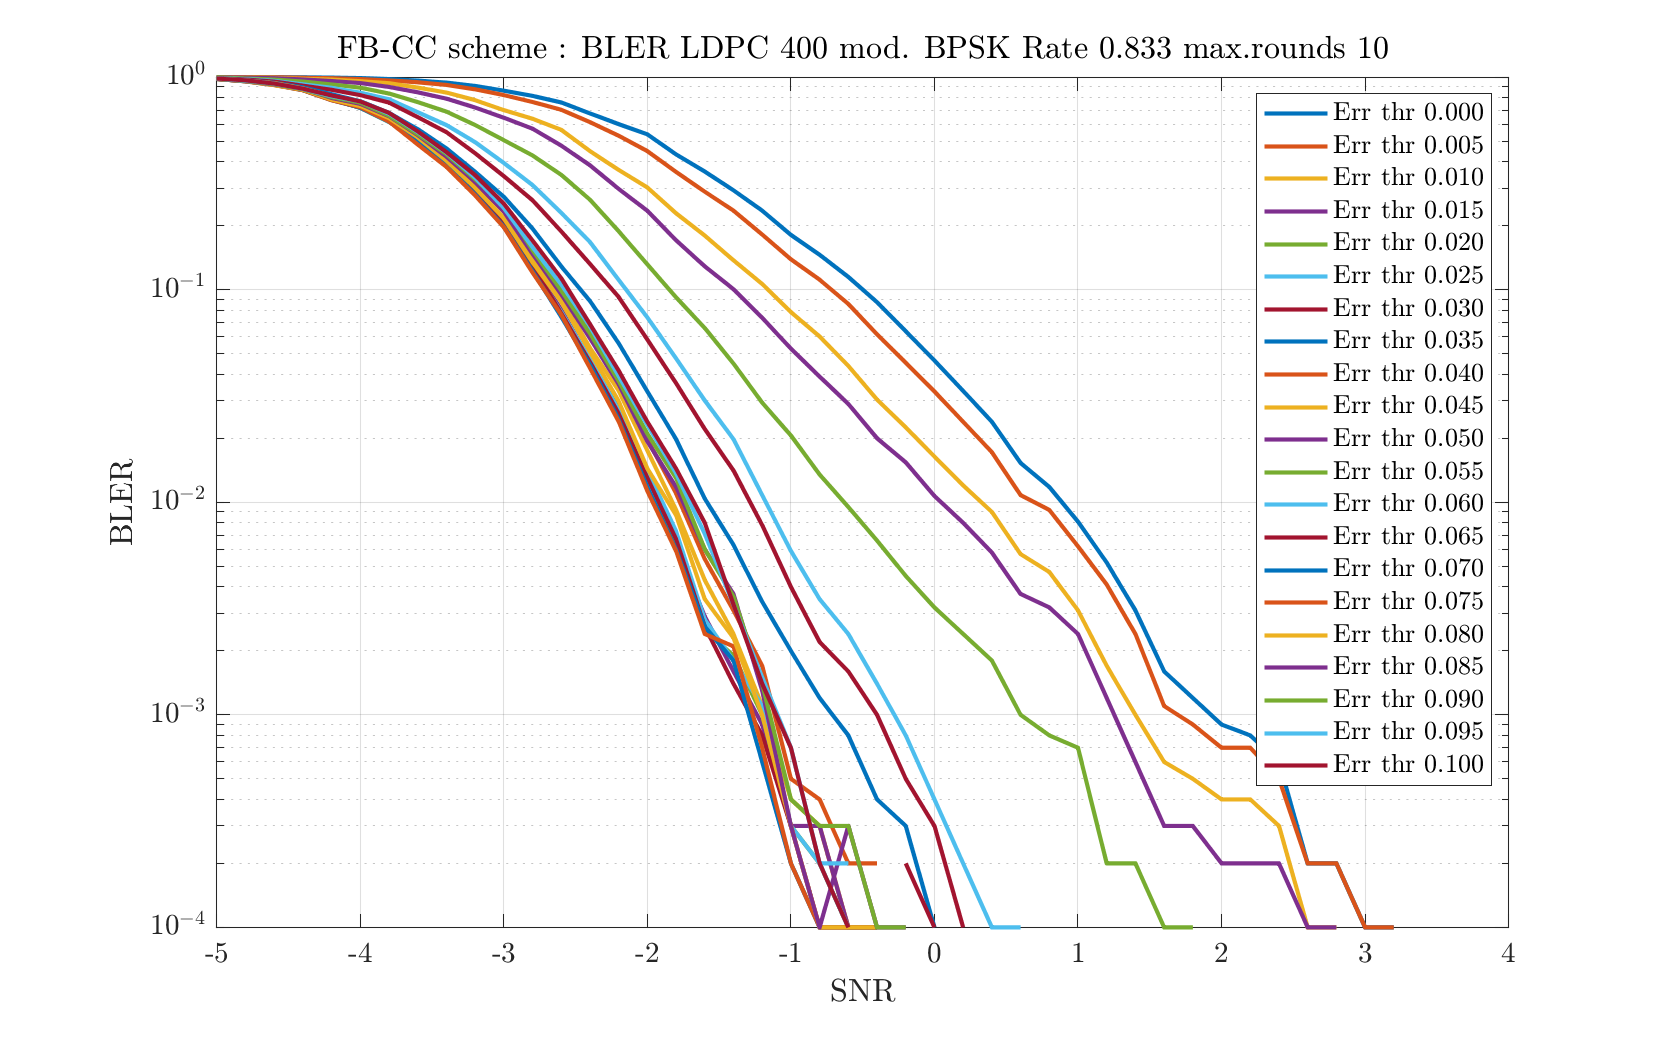 FB-CC scheme : BLER LDPC 400 mod. BPSK Rate 0.833 max.rounds 10
10^0
10^-1
10^-2
10^-3
10^-4
BLER
-5 -4 -3 -2 -1 0 1 2 3 4
SNR
Err thr 0.000
Err thr 0.005
Err thr 0.010
Err thr 0.015
Err thr 0.020
Err thr 0.025
Err thr 0.030
Err thr 0.035
Err thr 0.040
Err thr 0.045
Err thr 0.050
Err thr 0.055
Err thr 0.060
Err thr 0.065
Err thr 0.070
Err thr 0.075
Err thr 0.080
Err thr 0.085
Err thr 0.090
Err thr 0.095
Err thr 0.100